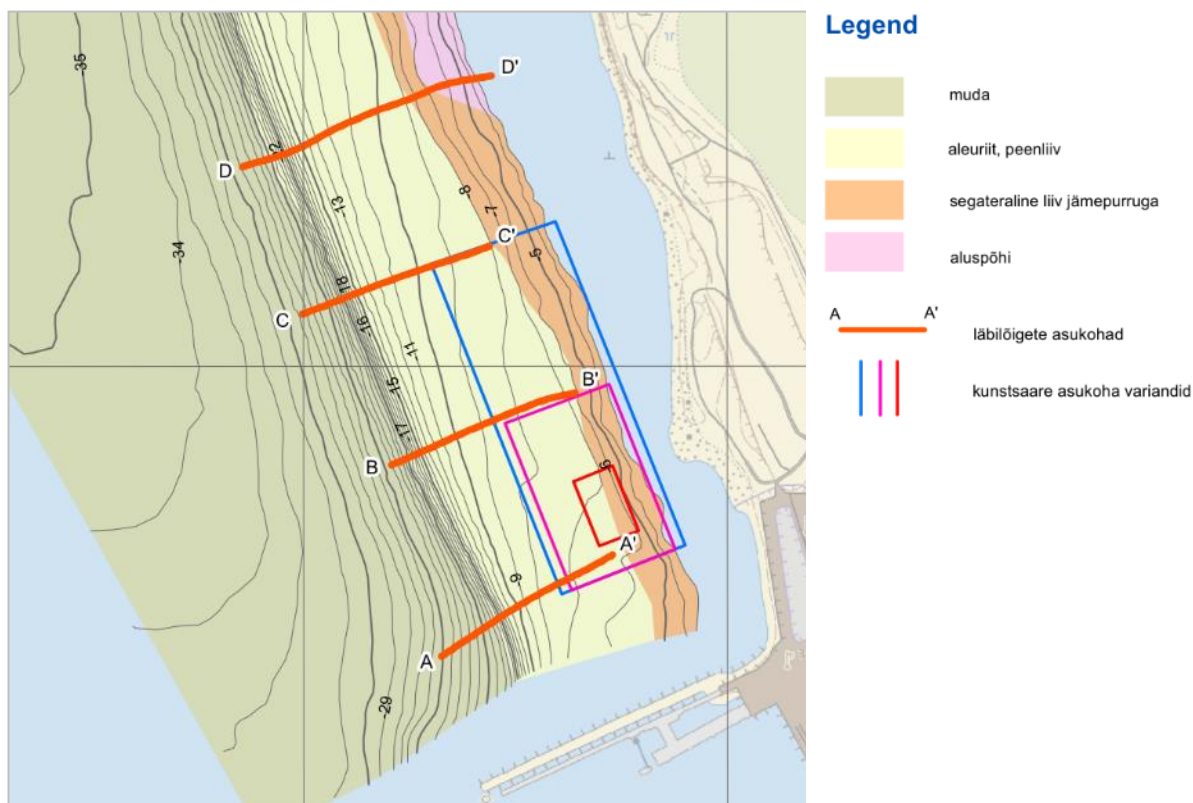 Legend
muda
aleuriit, peenliiv
segateraline liiv jämepurruga
aluspõhi
A A'
läbilõigete asukohad
kunstsaare asukoha variandid
-35
D'
D
-13
-8
-7
-34
C'
-5
-18
C
-16
-11
-15
B'
-17
B
A'
-9
A
-29